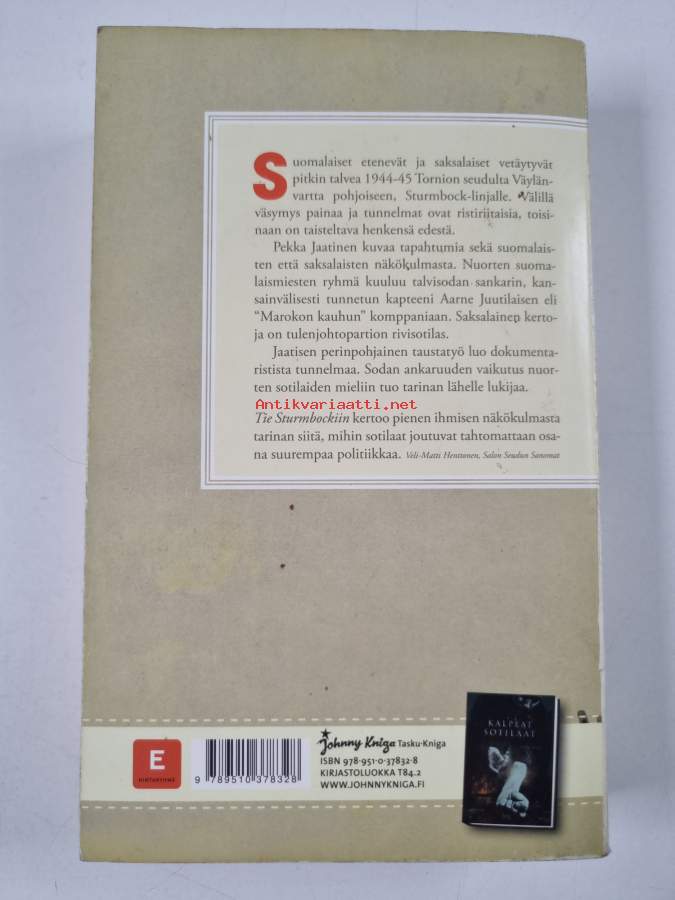 Suomalaiset etenevät ja saksalaiset vetäytyvät
pitkin talvea 1944-45 Tornion seudulta Väylän-
vartta pohjoiseen, Sturmbock-linjalle. Välillä
väsymys painaa ja tunnelmat ovat ristiriitaisia, toisi-
naan on taisteltava henkensä edestä.
Pekka Jaatinen kuvaa tapahtumia sekä suomalais-
ten että saksalaisten näkökulmasta. Nuorten suoma-
laismiesten ryhmä kuuluu talvisodan sankarin, kan-
sainvälisesti tunnetun kapteeni Aarne Juutilaisen eli
”Marokon kauhun” komppaniaan. Saksalainen kerto-
ja on tulenjohtopartion rivisotilas.
Jaatisen perinpohjainen taustatyö luo dokumenta-
ristista tunnelmaa. Sodan ankaruuden vaikutus nuor-
ten sotilaiden mieliin tuo tarinan lähelle lukijaa.
Antikvariaatti.net
Tie Sturmbockiin kertoo pienen ihmisen näkökulmasta
tarinan siitä, mihin sotilaat joutuvat tahtomattaan osa-
na suurempaa politiikkaa. Veli-Matti Henttonen, Salon Seudun Sanomat
KALPEAT
SOTILAAT
E
HINTARYHMÄ
9 789510 378328
Johnny Kniga Tasku-Kniga
ISBN 978-951-0-37832-8
KIRJASTOLUOKKA T84.2
WWW.JOHNNYKNIGA.FI